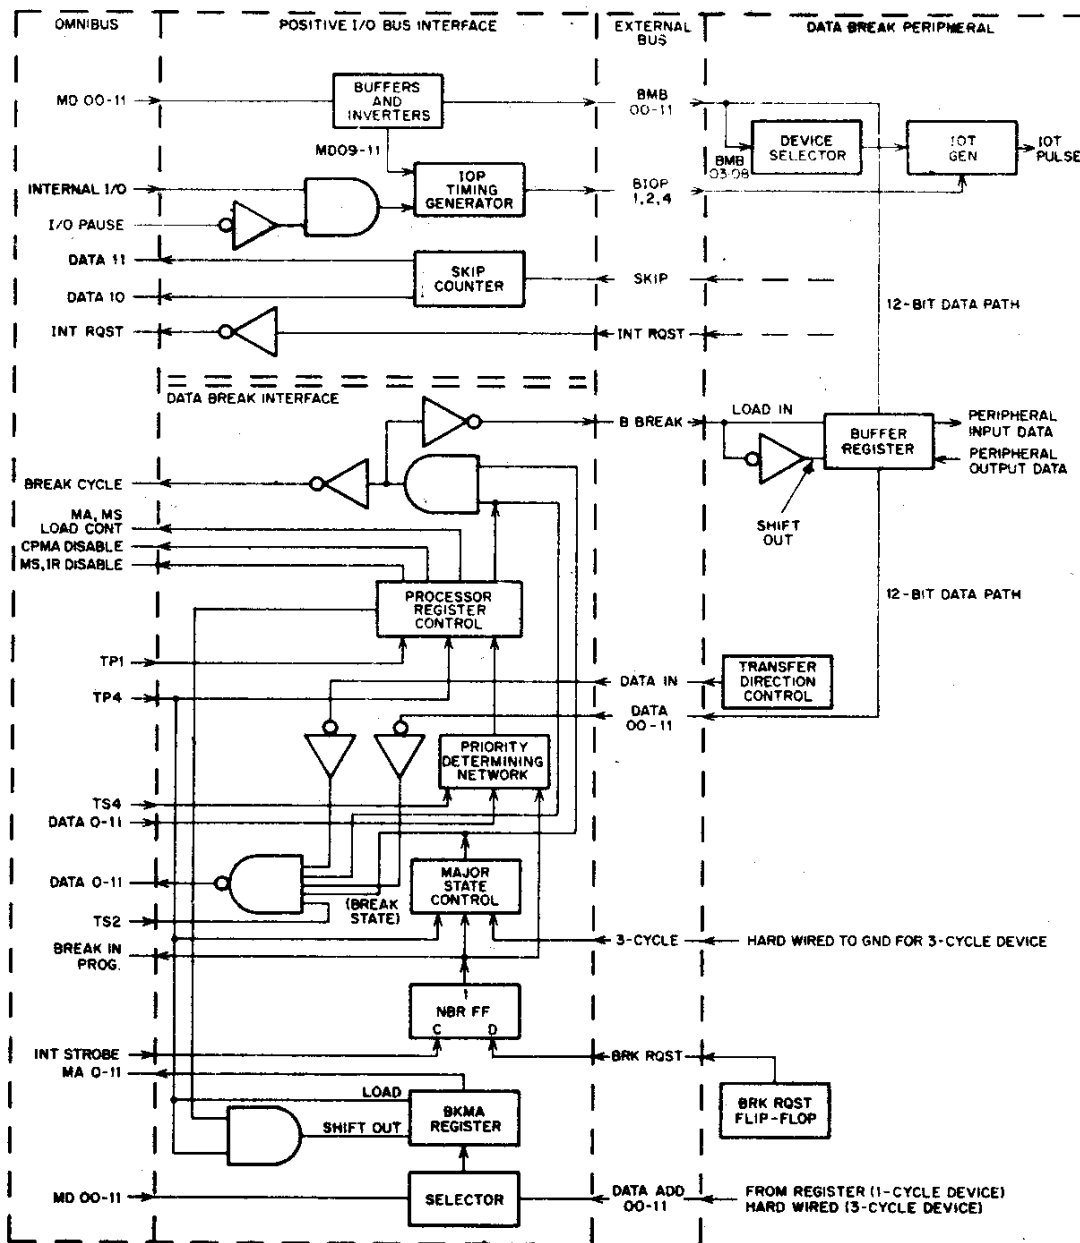 OMNIBUS
POSITIVE I/O BUS INTERFACE
EXTERNAL
BUS
DATA BREAK PERIPHERAL
MD 00-11
BUFFERS
AND
INVERTERS
BMB
00-11
MD09-11
BMB
03-08
DEVICE
SELECTOR
IOT
GEN
IOT
PULSE
INTERNAL I/O
IOP
TIMING
GENERATOR
BIOP
1,2,4
I/O PAUSE
DATA 11
SKIP
COUNTER
SKIP
DATA 10
12-BIT DATA PATH
INT RQST
INT RQST
DATA BREAK INTERFACE
B BREAK
LOAD IN
BUFFER
REGISTER
PERIPHERAL
INPUT DATA
PERIPHERAL
OUTPUT DATA
BREAK CYCLE
SHIFT
OUT
MA, MS
LOAD CONT
CPMA DISABLE
MS,IR DISABLE
PROCESSOR
REGISTER
CONTROL
12-BIT DATA PATH
TP1
TP4
DATA IN
TRANSFER
DIRECTION
CONTROL
DATA
00-11
PRIORITY
DETERMINING
NETWORK
TS4
DATA 0-11
DATA 0-11
MAJOR
STATE
CONTROL
(BREAK
STATE)
TS2
3-CYCLE
HARD WIRED TO GND FOR 3-CYCLE DEVICE
BREAK IN
PROG.
1
NBR FF
C D
INT STROBE
BRK RQST
MA 0-11
LOAD
BKMA
REGISTER
BRK RQST
FLIP-FLOP
SHIFT OUT
MD 00-11
SELECTOR
DATA ADD
00-11
FROM REGISTER (1-CYCLE DEVICE)
HARD WIRED (3-CYCLE DEVICE)